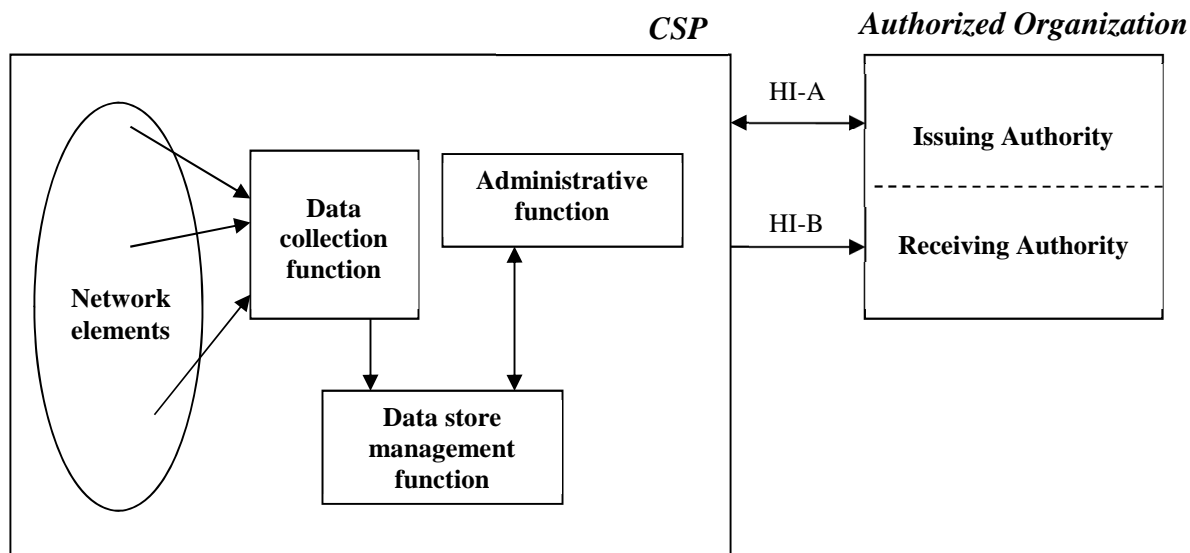 CSP
Authorized Organization
HI-A
Issuing Authority
Administrative
function
Data
collection
function
HI-B
Receiving Authority
Network
elements
Data store
management
function